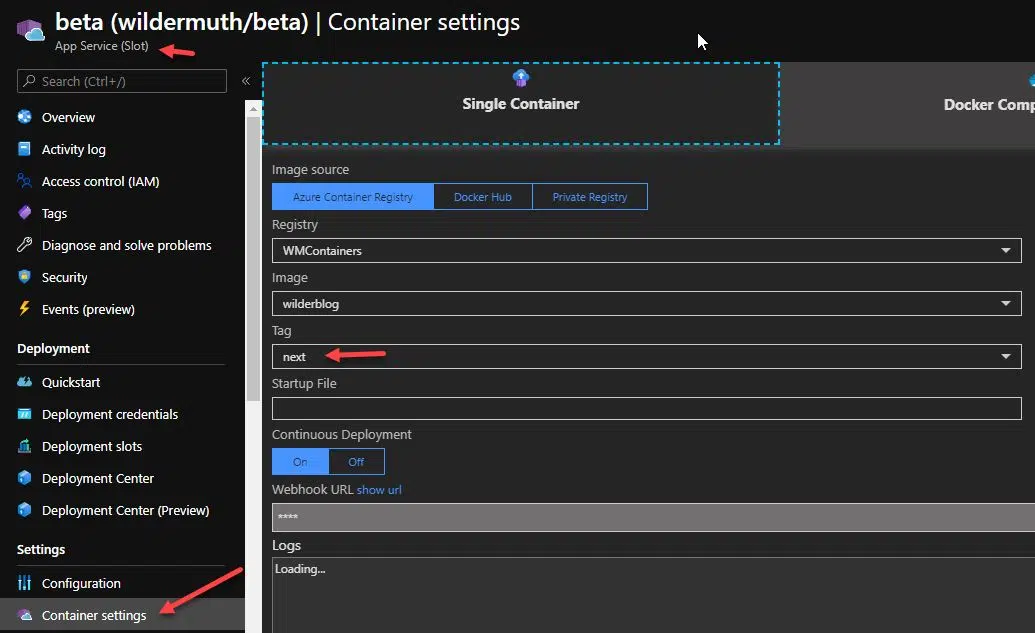 beta (wildermuth/beta) | Container settings
App Service (Slot)
Search (Ctrl+/)
«
Overview
Activity log
Access control (IAM)
Tags
Diagnose and solve problems
Security
Events (preview)
Deployment
Quickstart
Deployment credentials
Deployment slots
Deployment Center
Deployment Center (Preview)
Settings
Configuration
Container settings
Single Container
Docker Comp
Image source
Azure Container Registry Docker Hub Private Registry
Registry
WMContainers
Image
wilderblog
Tag
next
Startup File
Continuous Deployment
On Off
Webhook URL show url
****
Logs
Loading...